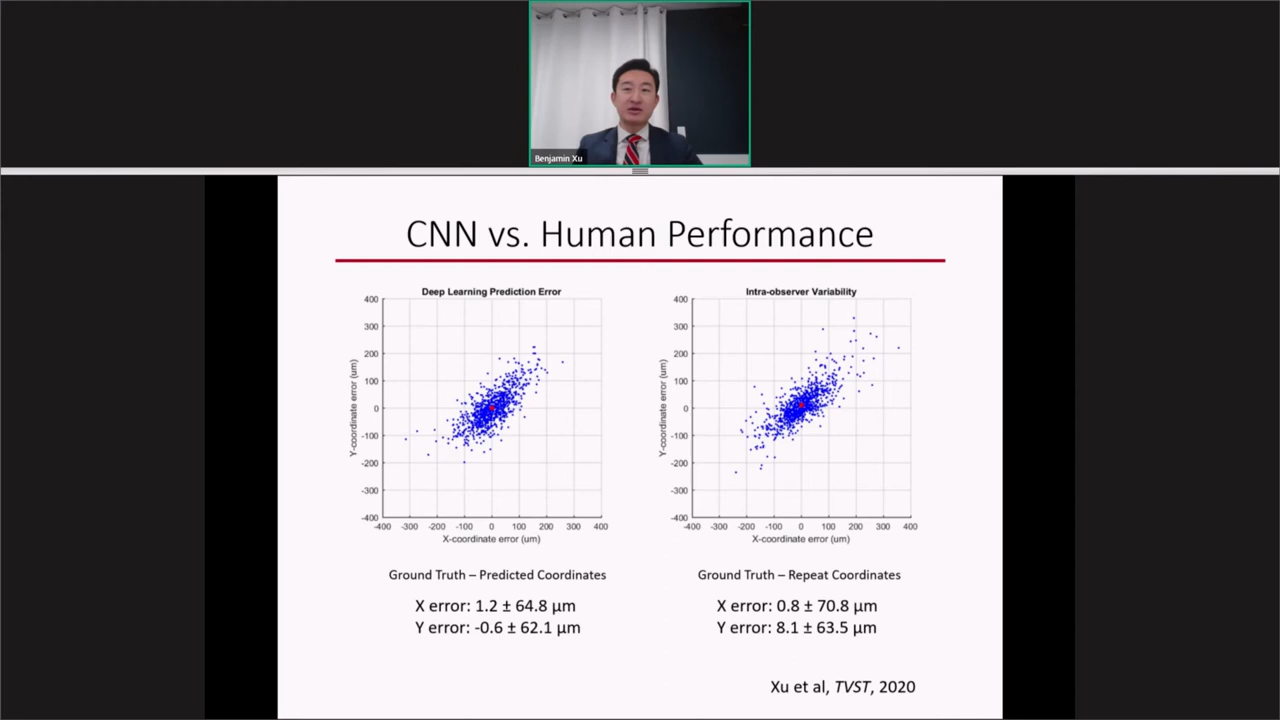 Benjamin Xu
CNN vs. Human Performance
Deep Learning Prediction Error
400
300
200
100
0
-100
-200
-300
-400
-400 -300 -200 -100 0 100 200 300 400
Y-coordinate error (um)
X-coordinate error (um)
Intra-observer Variability
400
300
200
100
0
-100
-200
-300
-400
-400 -300 -200 -100 0 100 200 300 400
Y-coordinate error (um)
X-coordinate error (um)
Ground Truth – Predicted Coordinates
X error: 1.2 ± 64.8 μm
Y error: -0.6 ± 62.1 μm
Ground Truth – Repeat Coordinates
X error: 0.8 ± 70.8 μm
Y error: 8.1 ± 63.5 μm
Xu et al, TVST, 2020